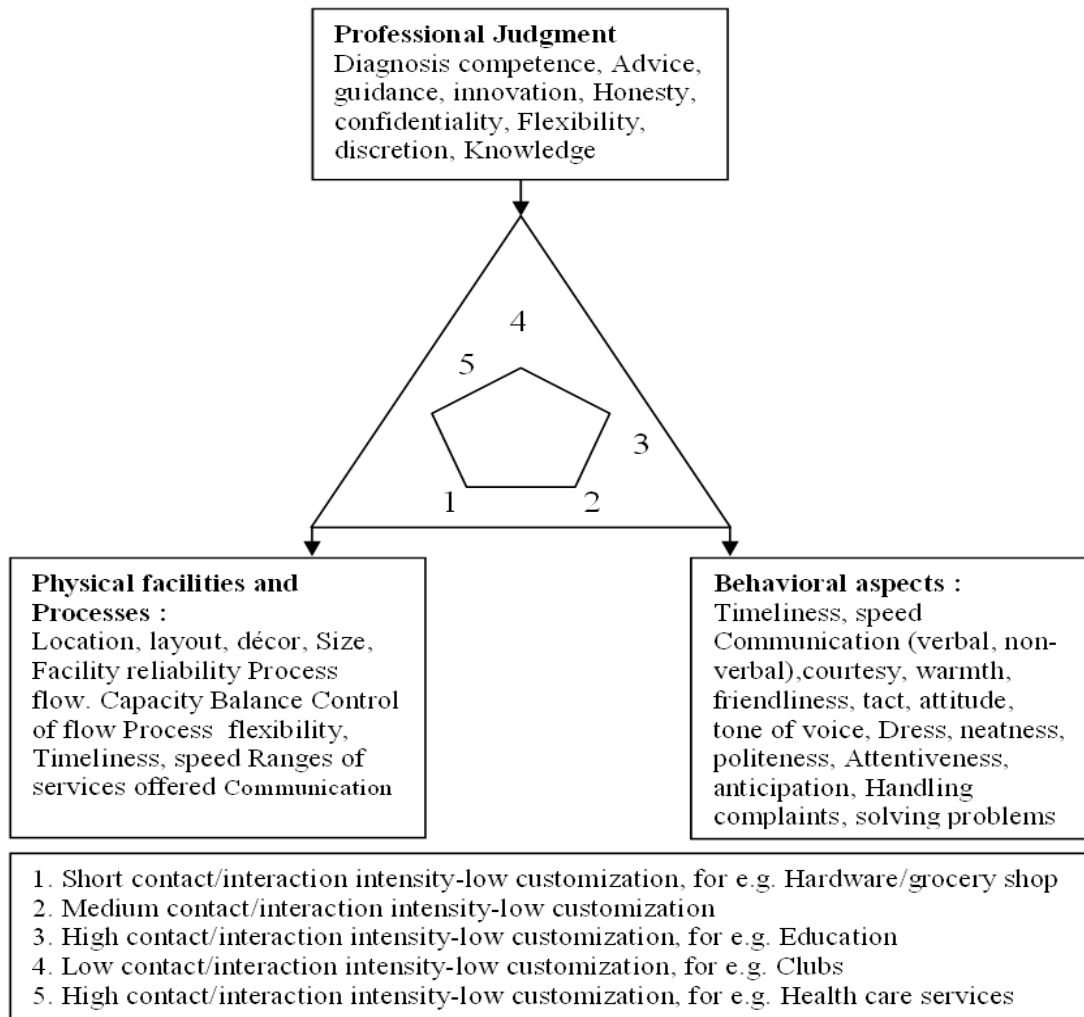 Professional Judgment
Diagnosis competence, Advice,
guidance, innovation, Honesty,
confidentiality, Flexibility,
discretion, Knowledge
4
5
3
1
2
Physical facilities and
Processes :
Location, layout, décor, Size,
Facility reliability Process
flow. Capacity Balance Control
of flow Process flexibility,
Timeliness, speed Ranges of
services offered Communication
Behavioral aspects :
Timeliness, speed
Communication (verbal, non-
verbal),courtesy, warmth,
friendliness, tact, attitude,
tone of voice, Dress, neatness,
politeness, Attentiveness,
anticipation, Handling
complaints, solving problems
1. Short contact/interaction intensity-low customization, for e.g. Hardware/grocery shop
2. Medium contact/interaction intensity-low customization
3. High contact/interaction intensity-low customization, for e.g. Education
4. Low contact/interaction intensity-low customization, for e.g. Clubs
5. High contact/interaction intensity-low customization, for e.g. Health care services